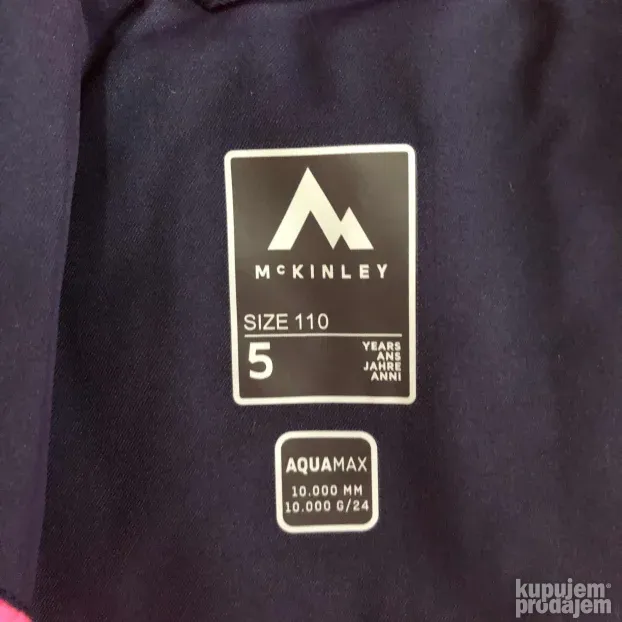 McKINLEY
SIZE 110
5
YEARS
ANS
JAHRE
ANNI
AQUAMAX
10.000 MM
10.000 G/24
kupujem
prodajem